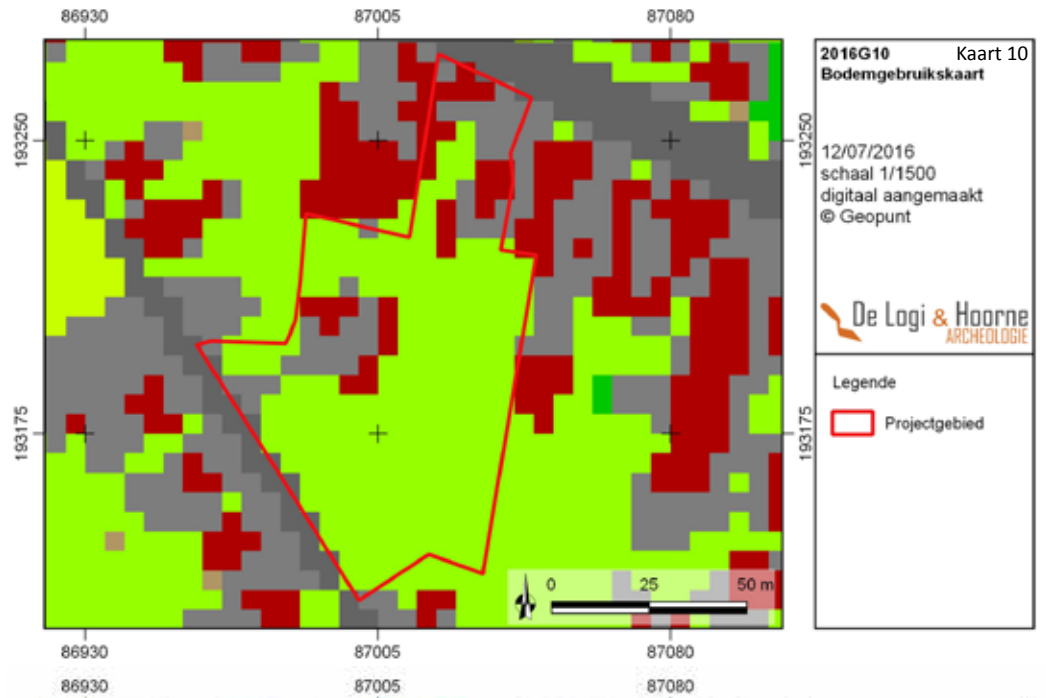 86930 87005 87080
193250 193250
193175 193175
0 25 50 m
86930 87005 87080
86930 87005 87080
2016G10 Kaart 10
Bodemgebruikskaart
12/07/2016
schaal 1/1500
digitaal aangemaakt
© Geopunt
De Logi & Hoorne
ARCHEOLOGIE
Legende
Projectgebied